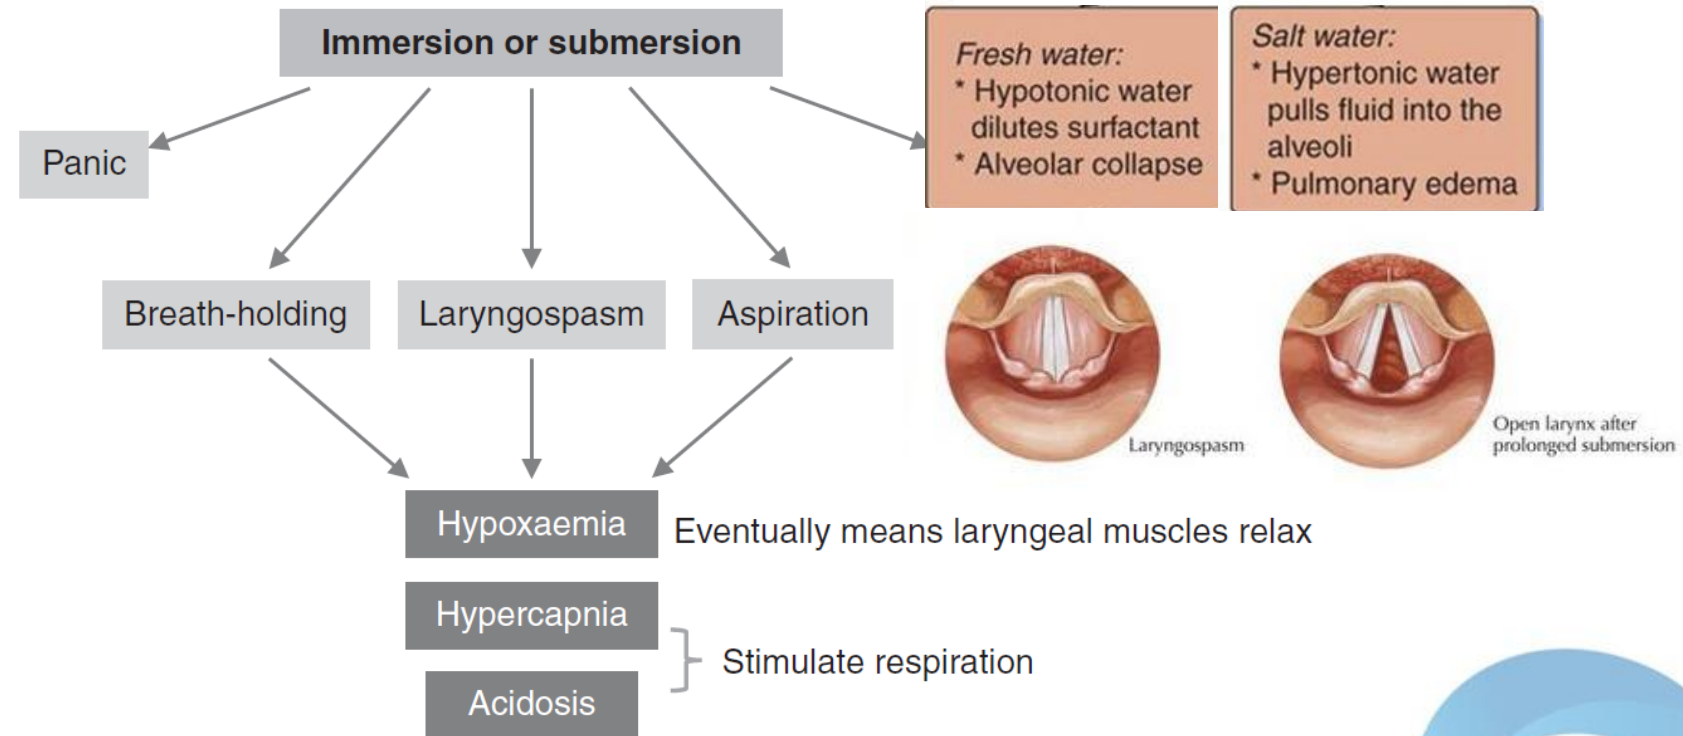 Immersion or submersion
Panic
Breath-holding
Laryngospasm
Aspiration
Hypoxaemia
Eventually means laryngeal muscles relax
Hypercapnia
Acidosis
Stimulate respiration
Fresh water:
* Hypotonic water
dilutes surfactant
* Alveolar collapse
Salt water:
* Hypertonic water
pulls fluid into the
alveoli
* Pulmonary edema
Laryngospasm
Open larynx after
prolonged submersion